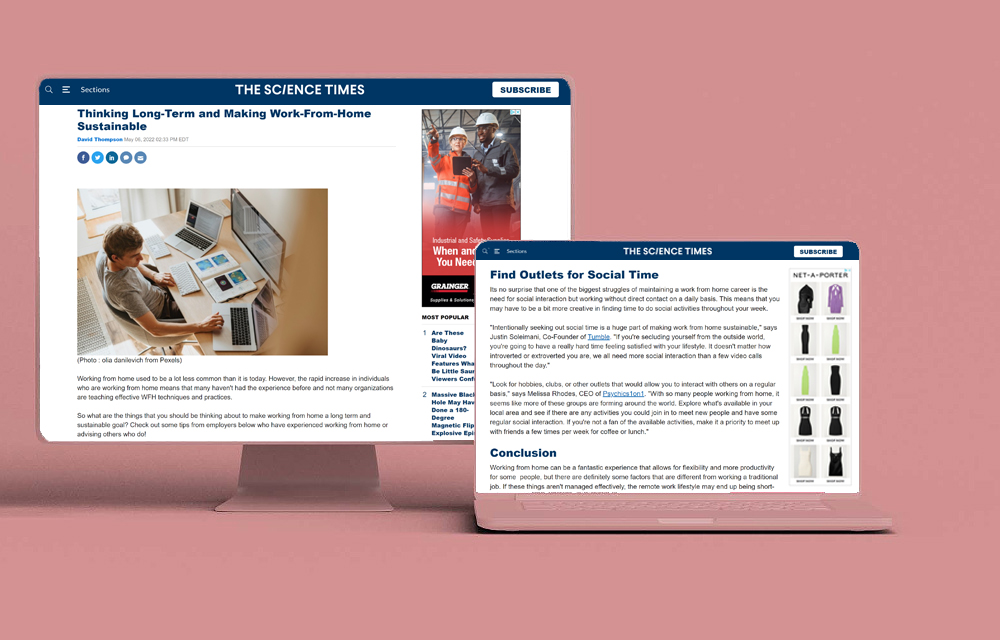 Sections
THE SCIENCE TIMES
SUBSCRIBE
Thinking Long-Term and Making Work-From-Home
Sustainable
David Thompson May 06, 2022 02:33 PM EDT
(Photo : olia danilevich from Pexels)
Working from home used to be a lot less common than it is today. However, the rapid increase in individuals
who are working from home means that many haven't had the experience before and not many organizations
are teaching effective WFH techniques and practices.
So what are the things that you should be thinking about to make working from home a long term and
sustainable goal? Check out some tips from employers below who have experienced working from home or
advising others who do!
Industrial and Safety
When an
You Nee
GRAINGER
Supplies & Solutions
MOST POPULAR
1 Are These
Baby
Dinosaurs?
Viral Video
Features Wha
Be Little Saur
Viewers Conf
2 Massive Blac
Hole May Hav
Done a 180-
Degree
Magnetic Flip
Explosive Epi
Sections
THE SCIENCE TIMES
SUBSCRIBE
Find Outlets for Social Time
Its no surprise that one of the biggest struggles of maintaining a work from home career is the
need for social interaction but working without direct contact on a daily basis. This means that you
may have to be a bit more creative in finding time to do social activities throughout your week.
"Intentionally seeking out social time is a huge part of making work from home sustainable," says
Justin Soleimani, Co-Founder of Tumble. "If you're secluding yourself from the outside world,
you're going to have a really hard time feeling satisfied with your lifestyle. It doesn't matter how
introverted or extroverted you are, we all need more social interaction than a few video calls
throughout the day."
"Look for hobbies, clubs, or other outlets that would allow you to interact with others on a regular
basis," says Melissa Rhodes, CEO of Psychics1on1. "With so many people working from home, it
seems like more of these groups are forming around the world. Explore what's available in your
local area and see if there are any activities you could join in to meet new people and have some
regular social interaction. If you're not a fan of the available activities, make it a priority to meet up
with friends a few times per week for coffee or lunch."
Conclusion
Working from home can be a fantastic experience that allows for flexibility and more productivity
for some people, but there are definitely some factors that are different from working a traditional
job. If these things aren't managed effectively, the remote work lifestyle may end up being short-
NET-A-PORTER
SHOP NOW SHOP NOW
SHOP NOW SHOP NOW
SHOP NOW SHOP NOW
SHOP NOW SHOP NOW
SHOP NOW SHOP NOW